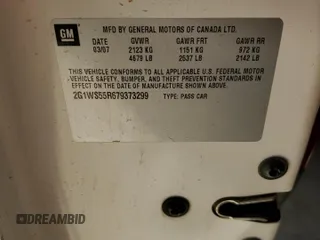 GM
MFD BY GENERAL MOTORS OF CANADA LTD.
DATE GVWR GAWR FRT GAWR RR
03/07 2123 KG 1151 KG 972 KG
4679 LB 2537 LB 2142 LB
THIS VEHICLE CONFORMS TO ALL APPLICABLE U.S. FEDERAL MOTOR
VEHICLE SAFETY, BUMPER, AND THEFT PREVENTION STANDARDS IN
EFFECT ON THE DATE OF MANUFACTURE SHOWN ABOVE.
2G1WS55R679373299 TYPE: PASS CAR
DREAMBID